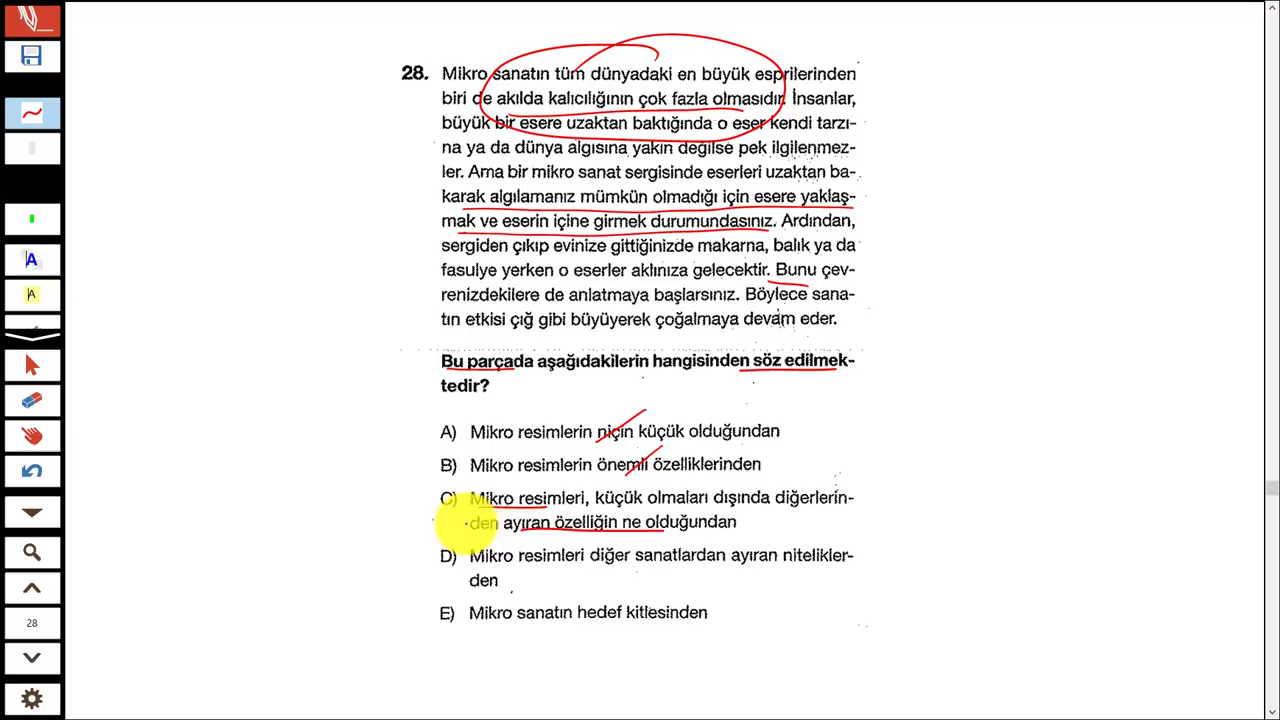 28. Mikro sanatın tüm dünyadaki en büyük esprilerinden
biri de akılda kalıcılığının çok fazla olmasıdır. İnsanlar,
büyük bir esere uzaktan baktığında o eser kendi tarzı-
na ya da dünya algısına yakın değilse pek ilgilenmez-
ler. Ama bir mikro sanat sergisinde eserleri uzaktan ba-
karak algılamanız mümkün olmadığı için esere yaklaş-
mak ve eserin içine girmek durumundasınız. Ardından,
sergiden çıkıp evinize gittiğinizde makarna, balık ya da
fasulye yerken o eserler aklınıza gelecektir. Bunu çev-
renizdekilere de anlatmaya başlarsınız. Böylece sana-
tın etkisi çığ gibi büyüyerek çoğalmaya devam eder.
Bu parçada aşağıdakilerin hangisinden söz edilmek-
tedir?
A) Mikro resimlerin niçin küçük olduğundan
B) Mikro resimlerin önemli özelliklerinden
C) Mikro resimleri, küçük olmaları dışında diğerlerin-
den ayıran özelliğin ne olduğundan
D) Mikro resimleri diğer sanatlardan ayıran nitelikler-
den
E) Mikro sanatın hedef kitlesinden
A
A
28